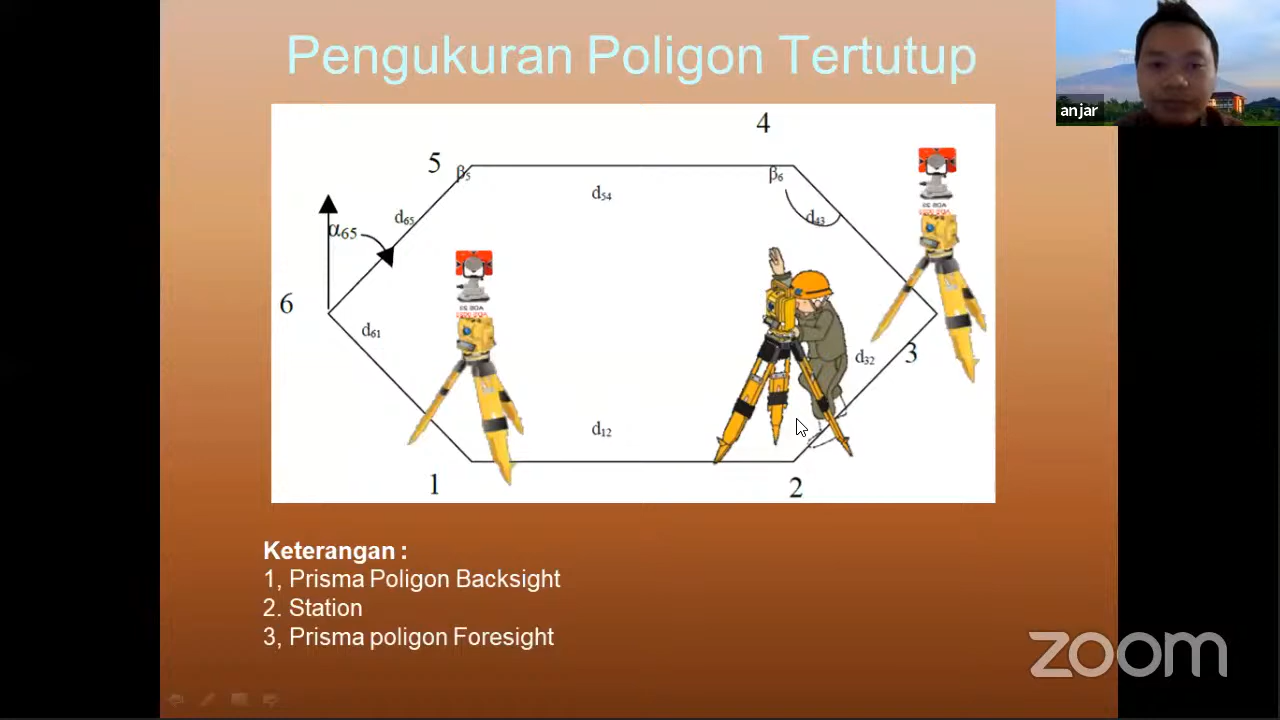 Pengukuran Poligon Tertutup
anjar
4
5
β5
β6
d54
d65
d43
α65
6
d61
d32
3
d12
1
2
Keterangan :
1, Prisma Poligon Backsight
2. Station
3, Prisma poligon Foresight
zoom